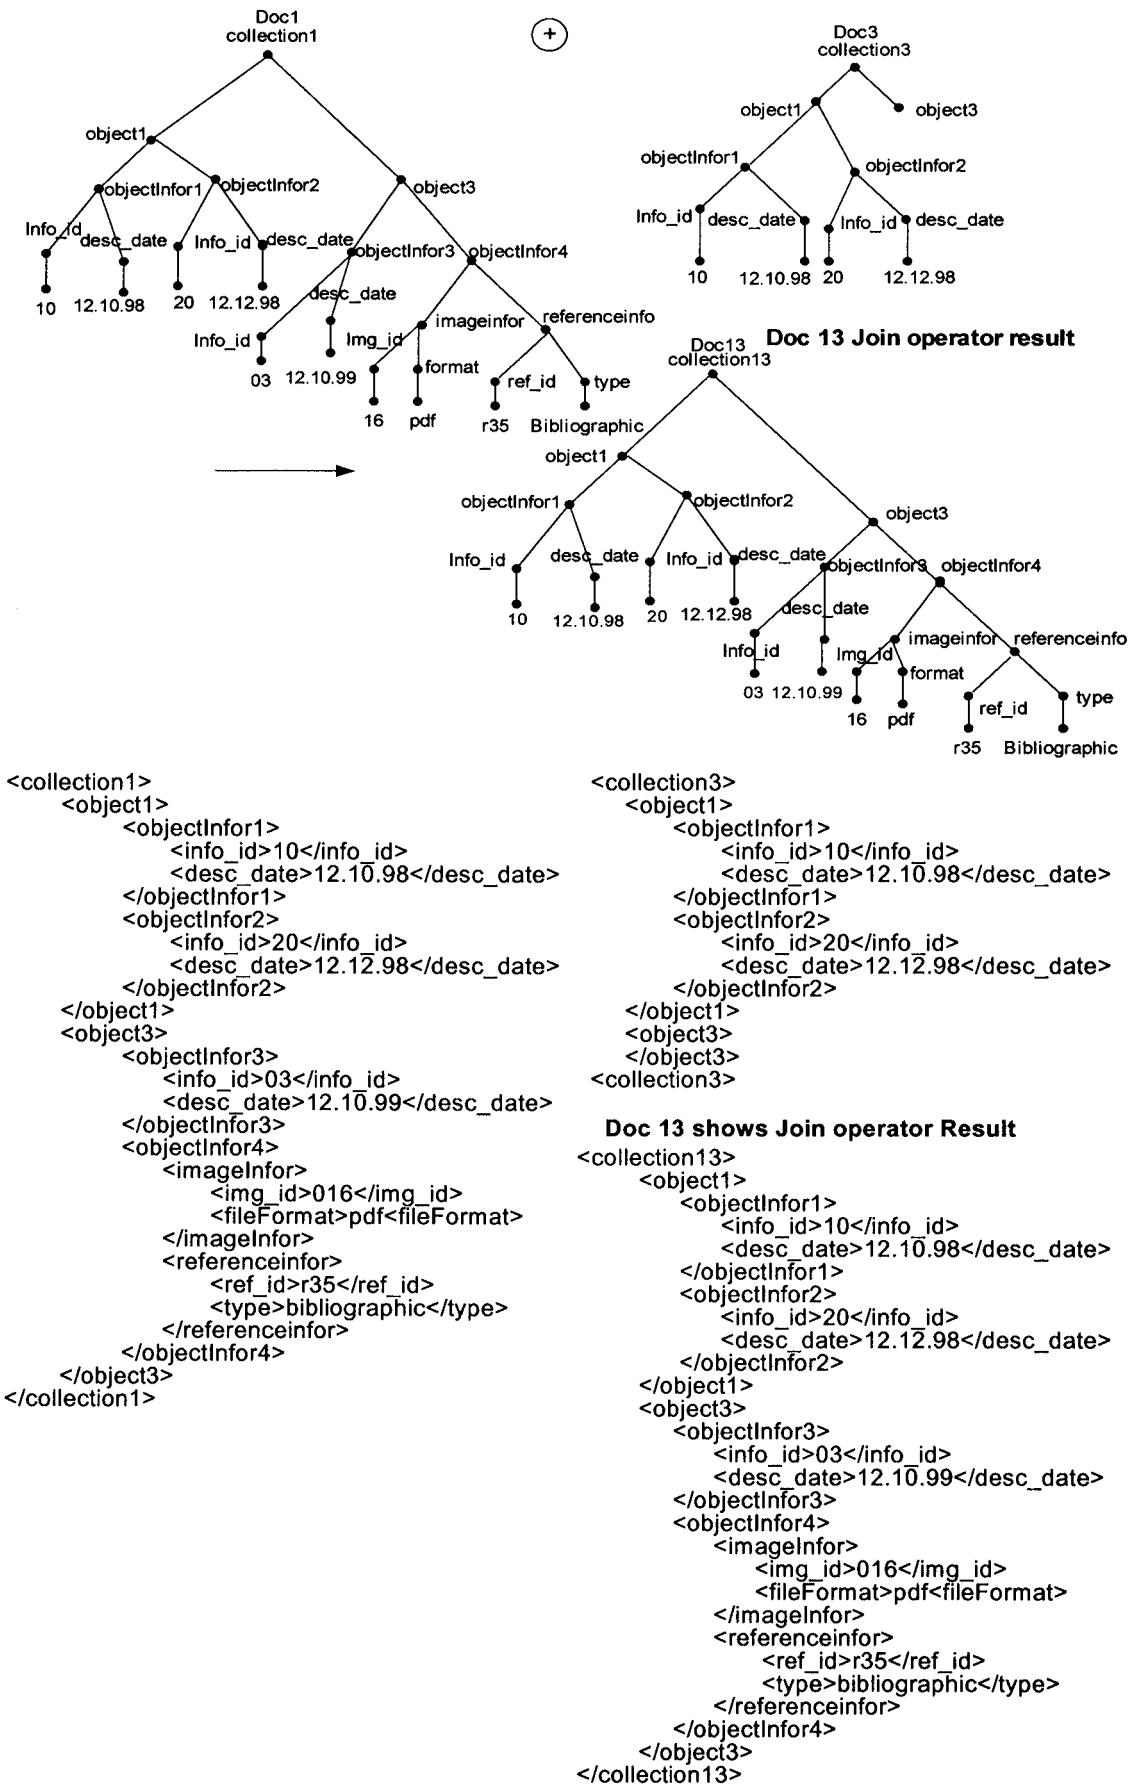 Doc1
collection1
+
object1
objectInfor1
objectInfor2
object3
Info_id
desc_date
Info_id
desc_date
objectInfor3
objectInfor4
10
12.10.98
20
12.12.98
desc_date
Info_id
Img_id
imageinfor
referenceinfo
03
12.10.99
format
ref_id
type
16
pdf
r35
Bibliographic
Doc3
collection3
object1
object3
objectInfor1
objectInfor2
Info_id
desc_date
Info_id
desc_date
10
12.10.98
20
12.12.98
Doc 13 Join operator result
Doc13
collection13
object1
objectInfor1
objectInfor2
object3
Info_id
desc_date
Info_id
desc_date
objectInfor3
objectInfor4
10
12.10.98
20
12.12.98
desc_date
Info_id
Img_id
imageinfor
referenceinfo
03
12.10.99
format
ref_id
type
16
pdf
r35
Bibliographic
<collection1>
<object1>
<objectInfor1>
<info_id>10</info_id>
<desc_date>12.10.98</desc_date>
</objectInfor1>
<objectInfor2>
<info_id>20</info_id>
<desc_date>12.12.98</desc_date>
</objectInfor2>
</object1>
<object3>
<objectInfor3>
<info_id>03</info_id>
<desc_date>12.10.99</desc_date>
</objectInfor3>
<objectInfor4>
<imageInfor>
<img_id>016</img_id>
<fileFormat>pdf<fileFormat>
</imageInfor>
<referenceinfor>
<ref_id>r35</ref_id>
<type>bibliographic</type>
</referenceinfor>
</objectInfor4>
</object3>
</collection1>
<collection3>
<object1>
<objectInfor1>
<info_id>10</info_id>
<desc_date>12.10.98</desc_date>
</objectInfor1>
<objectInfor2>
<info_id>20</info_id>
<desc_date>12.12.98</desc_date>
</objectInfor2>
</object1>
<object3>
</object3>
<collection3>
Doc 13 shows Join operator Result
<collection13>
<object1>
<objectInfor1>
<info_id>10</info_id>
<desc_date>12.10.98</desc_date>
</objectInfor1>
<objectInfor2>
<info_id>20</info_id>
<desc_date>12.12.98</desc_date>
</objectInfor2>
</object1>
<object3>
<objectInfor3>
<info_id>03</info_id>
<desc_date>12.10.99</desc_date>
</objectInfor3>
<objectInfor4>
<imageInfor>
<img_id>016</img_id>
<fileFormat>pdf<fileFormat>
</imageInfor>
<referenceinfor>
<ref_id>r35</ref_id>
<type>bibliographic</type>
</referenceinfor>
</objectInfor4>
</object3>
</collection13>